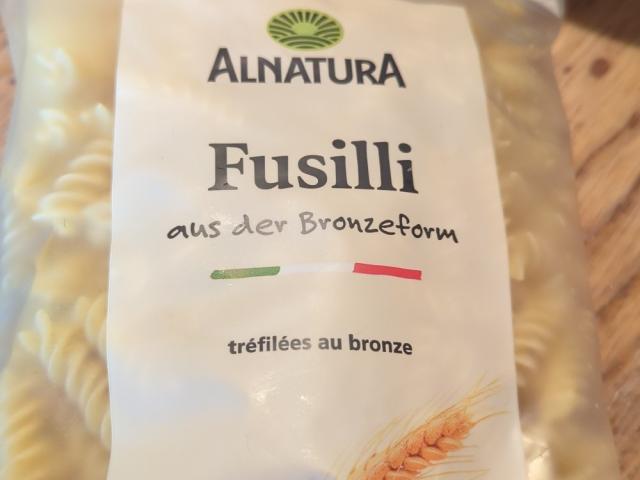 ALNATURA
Fusilli
aus der Bronzeform
tréfilées au bronze